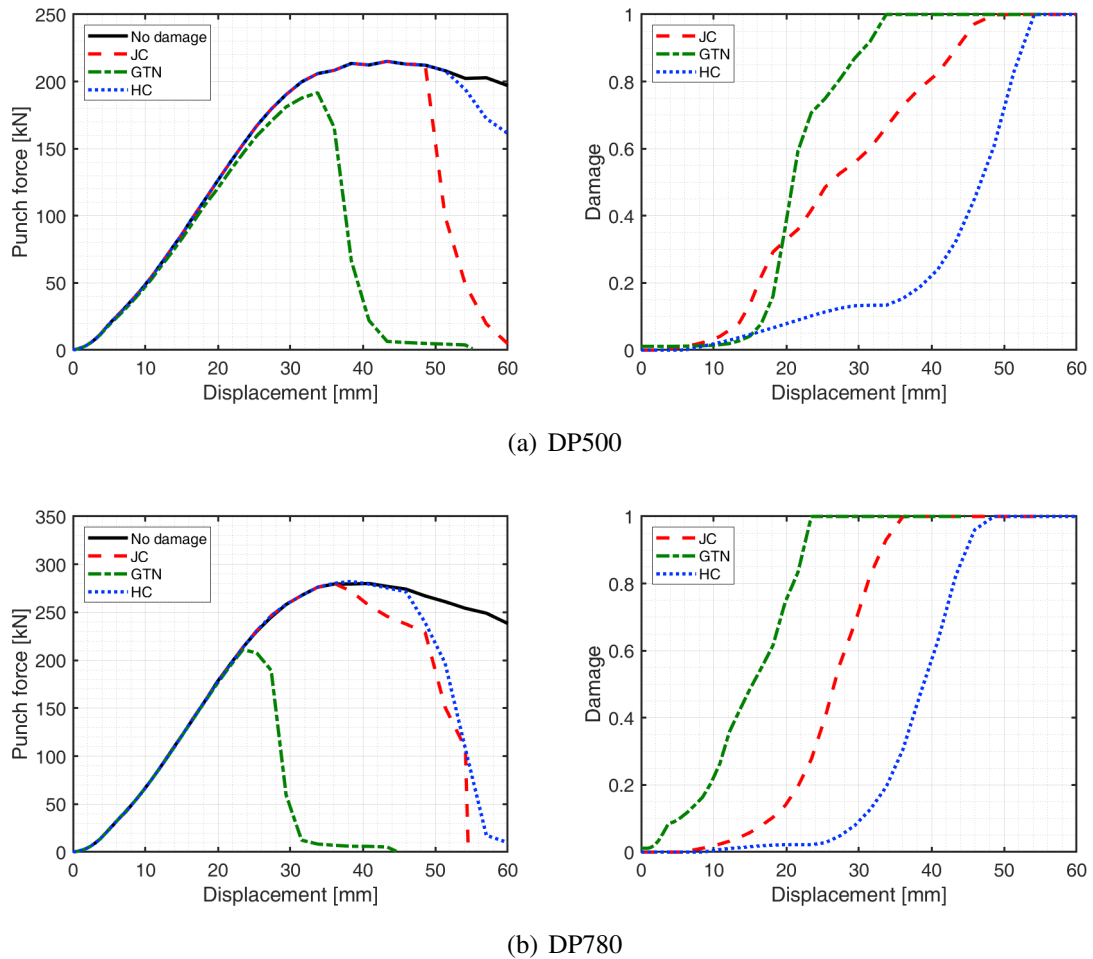 250
200
150
100
50
0
Punch force [kN]
No damage
JC
GTN
HC
0 10 20 30 40 50 60
Displacement [mm]
1
0.8
0.6
0.4
0.2
0
Damage
JC
GTN
HC
0 10 20 30 40 50 60
Displacement [mm]
(a) DP500
350
300
250
200
150
100
50
0
Punch force [kN]
No damage
JC
GTN
HC
0 10 20 30 40 50 60
Displacement [mm]
1
0.8
0.6
0.4
0.2
0
Damage
JC
GTN
HC
0 10 20 30 40 50 60
Displacement [mm]
(b) DP780